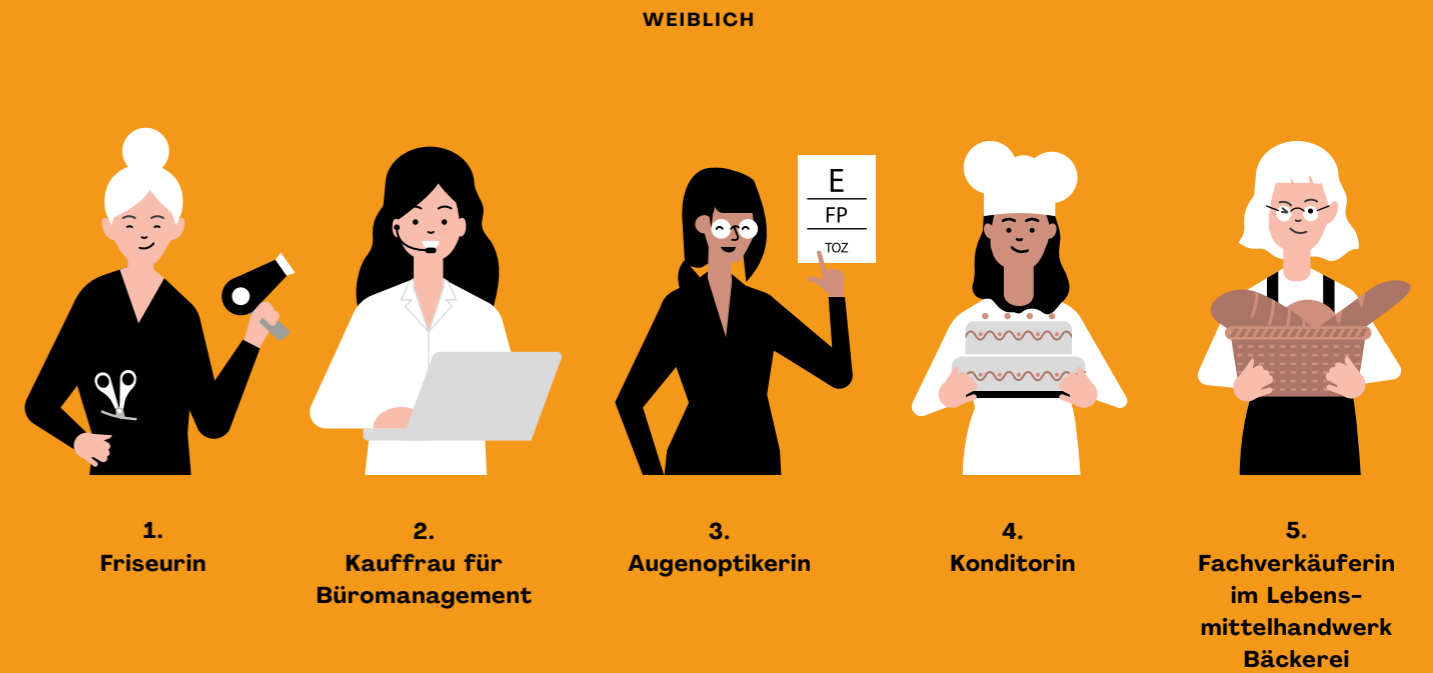 WEIBLICH
E
FP
TOZ
1.
Friseurin
2.
Kauffrau für
Büromanagement
3.
Augenoptikerin
4.
Konditorin
5.
Fachverkäuferin
im Lebens-
mittelhandwerk
Bäckerei